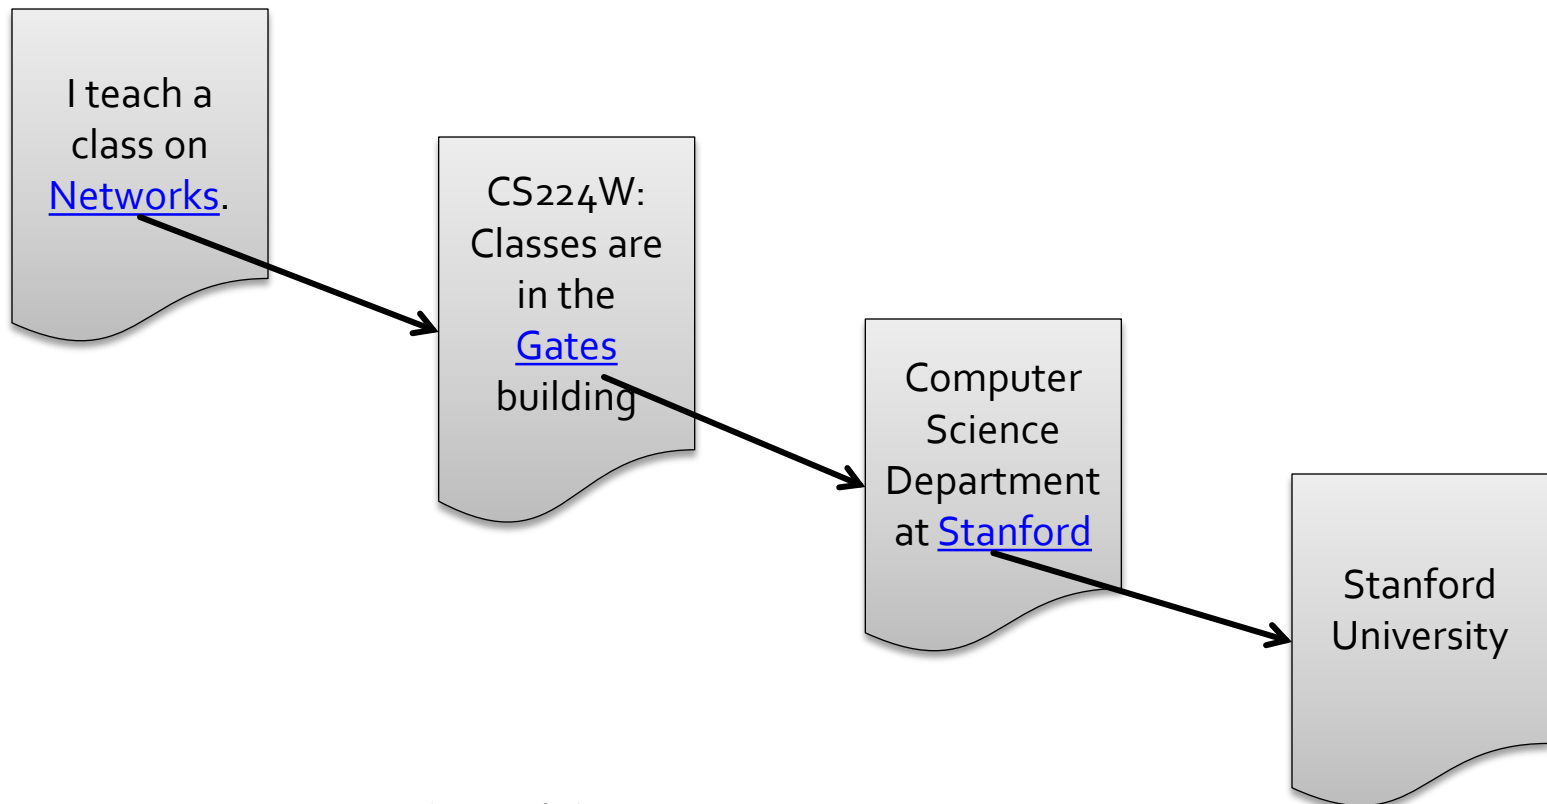 I teach a
class on
Networks.
CS224W:
Classes are
in the
Gates
building
Computer
Science
Department
at Stanford
Stanford
University